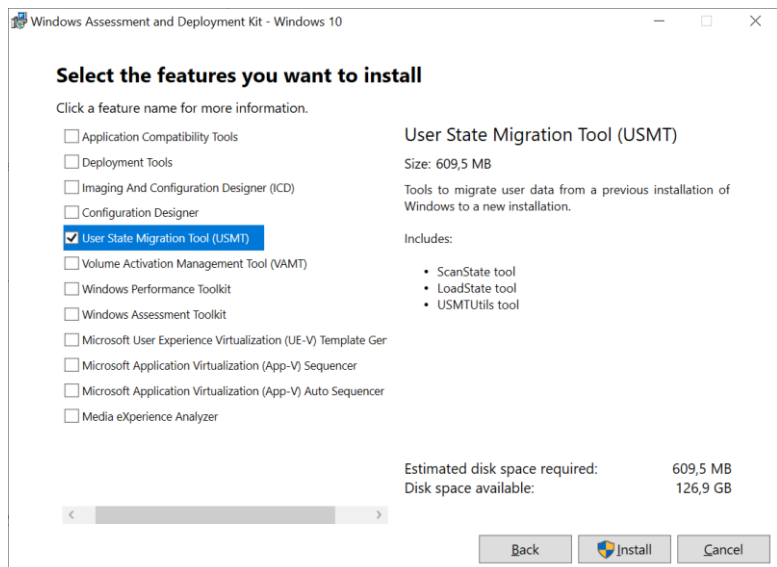 Windows Assessment and Deployment Kit - Windows 10
Select the features you want to install
Click a feature name for more information.
Application Compatibility Tools
Deployment Tools
Imaging And Configuration Designer (ICD)
Configuration Designer
User State Migration Tool (USMT)
Volume Activation Management Tool (VAMT)
Windows Performance Toolkit
Windows Assessment Toolkit
Microsoft User Experience Virtualization (UE-V) Template Ger
Microsoft Application Virtualization (App-V) Sequencer
Microsoft Application Virtualization (App-V) Auto Sequencer
Media eXperience Analyzer
User State Migration Tool (USMT)
Size: 609,5 MB
Tools to migrate user data from a previous installation of
Windows to a new installation.
Includes:
• ScanState tool
• LoadState tool
• USMTUtils tool
Estimated disk space required: 609,5 MB
Disk space available: 126,9 GB
Back
Install
Cancel